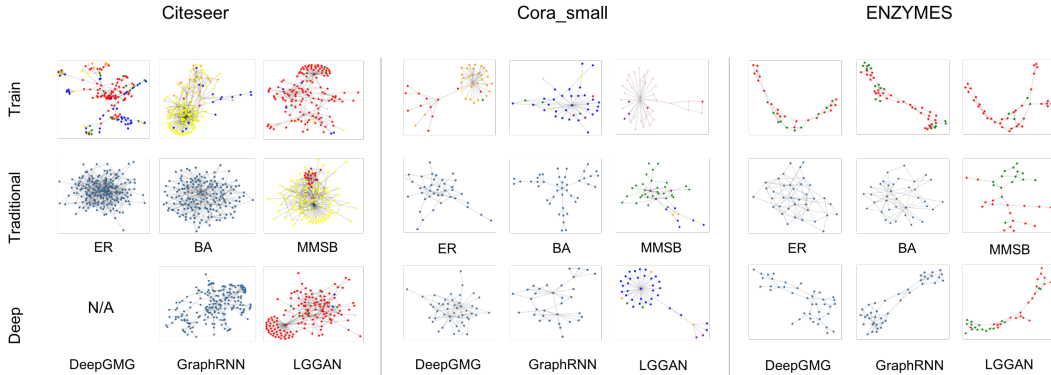 Citeseer Cora_small ENZYMES
Train
Traditional
ER BA MMSB ER BA MMSB ER BA MMSB
Deep
N/A
DeepGMG GraphRNN LGGAN DeepGMG GraphRNN LGGAN DeepGMG GraphRNN LGGAN